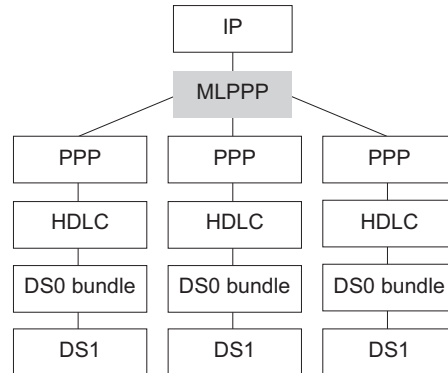 IP
MLPPP
PPP PPP PPP
HDLC HDLC HDLC
DS0 bundle DS0 bundle DS0 bundle
DS1 DS1 DS1